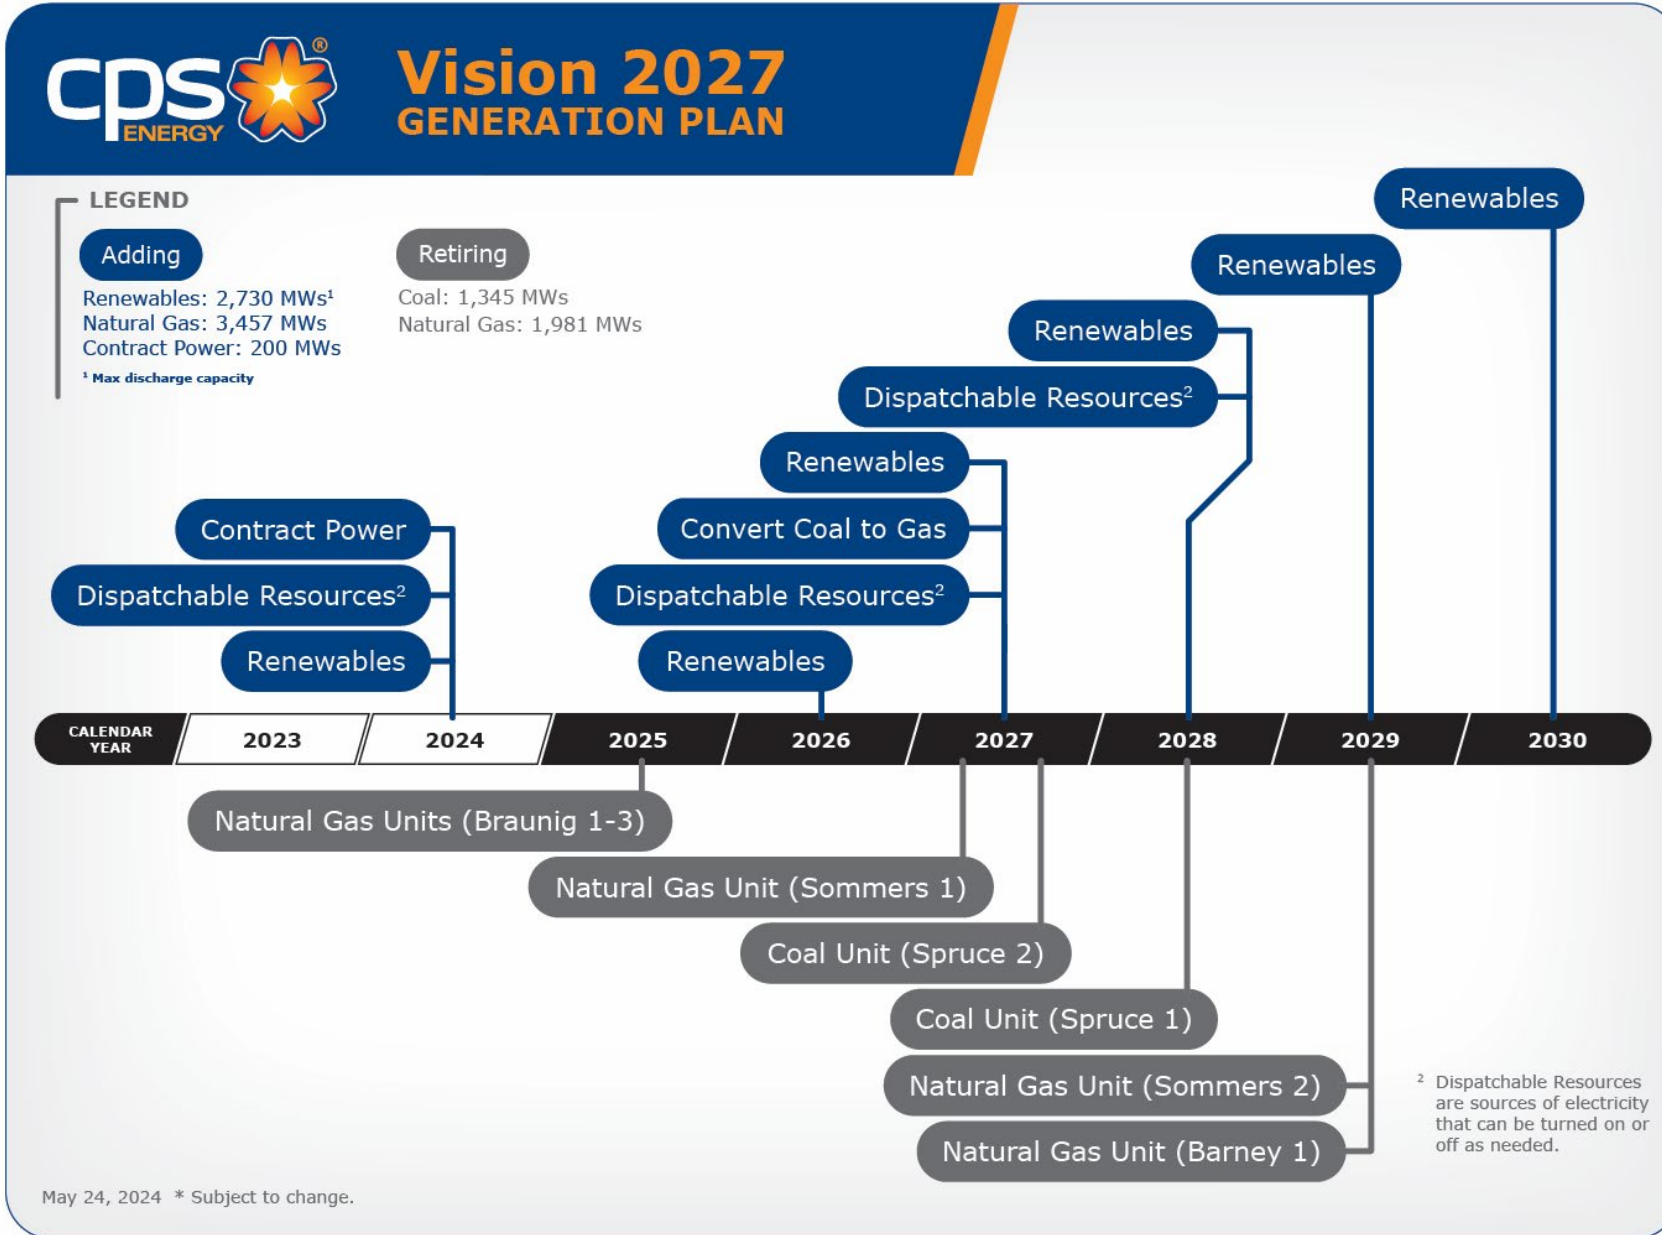 cps
ENERGY
®
Vision 2027
GENERATION PLAN
LEGEND
Adding
Renewables: 2,730 MWs¹
Natural Gas: 3,457 MWs
Contract Power: 200 MWs
¹ Max discharge capacity
Retiring
Coal: 1,345 MWs
Natural Gas: 1,981 MWs
Renewables
Renewables
Renewables
Dispatchable Resources²
Renewables
Convert Coal to Gas
Dispatchable Resources²
Renewables
Contract Power
Dispatchable Resources²
Renewables
CALENDAR
YEAR
2023
2024
2025
2026
2027
2028
2029
2030
Natural Gas Units (Braunig 1-3)
Natural Gas Unit (Sommers 1)
Coal Unit (Spruce 2)
Coal Unit (Spruce 1)
Natural Gas Unit (Sommers 2)
Natural Gas Unit (Barney 1)
² Dispatchable Resources
are sources of electricity
that can be turned on or
off as needed.
May 24, 2024 * Subject to change.